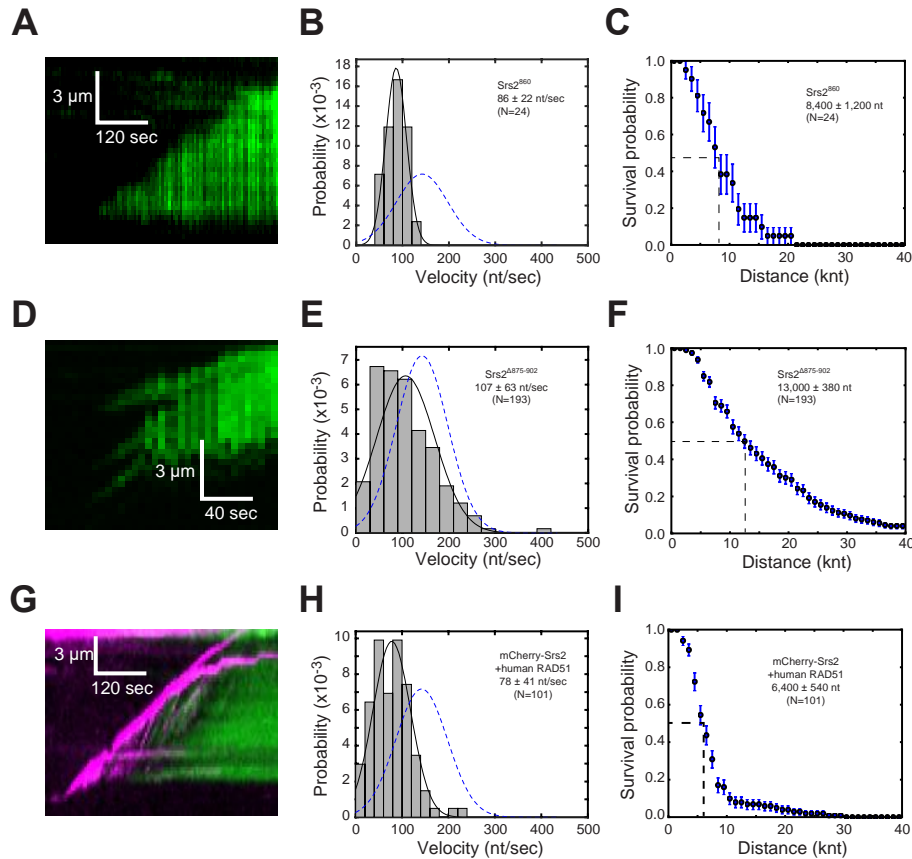 A
3 µm
120 sec
B
Probability (x10-3)
18
16
14
12
10
8
6
4
2
0
Srs2860
86 ± 22 nt/sec
(N=24)
0 100 200 300 400 500
Velocity (nt/sec)
C
Survival probability
1.0
0.8
0.6
0.4
0.2
0.0
Srs2860
8,400 ± 1,200 nt
(N=24)
0 10 20 30 40
Distance (knt)
D
3 µm
40 sec
E
Probability (x10-3)
7
6
5
4
3
2
1
0
Srs2Δ875-902
107 ± 63 nt/sec
(N=193)
0 100 200 300 400 500
Velocity (nt/sec)
F
Survival probability
1.0
0.8
0.6
0.4
0.2
0.0
Srs2Δ875-902
13,000 ± 380 nt
(N=193)
0 10 20 30 40
Distance (knt)
G
3 µm
120 sec
H
Probability (x10-3)
10
8
6
4
2
0
mCherry-Srs2
+human RAD51
78 ± 41 nt/sec
(N=101)
0 100 200 300 400 500
Velocity (nt/sec)
I
Survival probability
1.0
0.8
0.6
0.4
0.2
0.0
mCherry-Srs2
+human RAD51
6,400 ± 540 nt
(N=101)
0 10 20 30 40
Distance (knt)